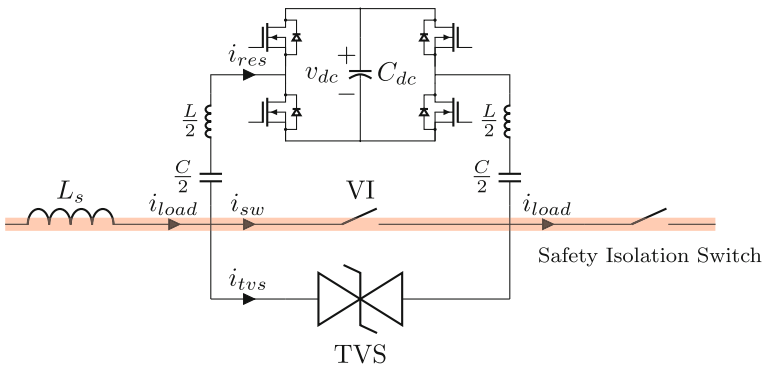 i_res
+
v_dc
C_dc
−
L/2
L/2
C/2
C/2
L_s
i_load
i_sw
VI
i_load
Safety Isolation Switch
i_tvs
TVS